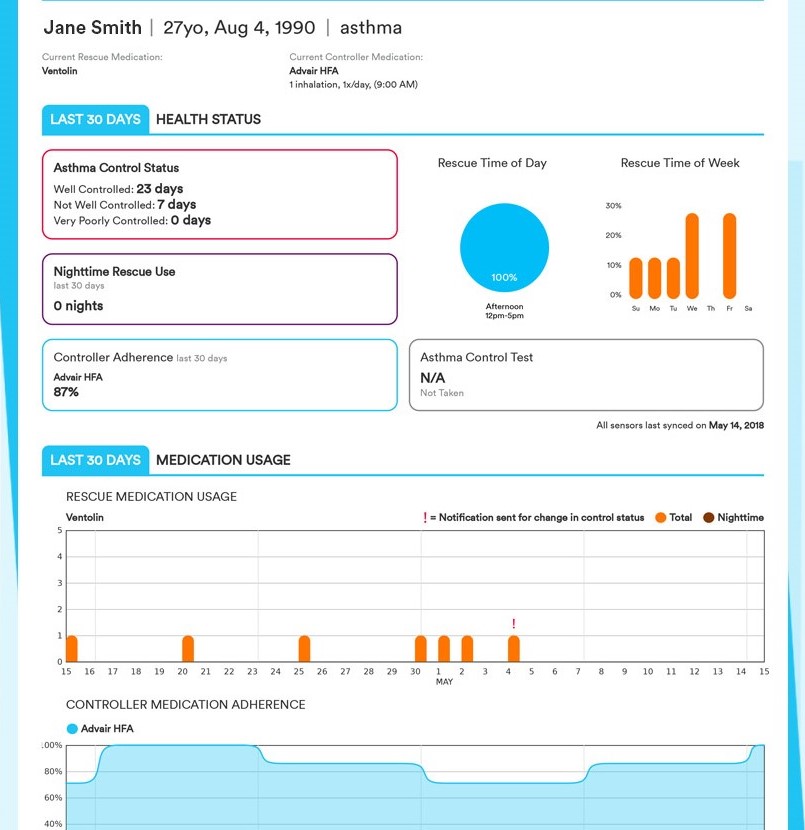 Jane Smith | 27yo, Aug 4, 1990 | asthma
Current Rescue Medication:
Ventolin
Current Controller Medication:
Advair HFA
1 inhalation, 1x/day, (9:00 AM)
LAST 30 DAYS HEALTH STATUS
Asthma Control Status
Well Controlled: 23 days
Not Well Controlled: 7 days
Very Poorly Controlled: 0 days
Nighttime Rescue Use
last 30 days
0 nights
Rescue Time of Day
100%
Afternoon
12pm-5pm
Rescue Time of Week
30%
20%
10%
0%
Su Mo Tu We Th Fr Sa
Controller Adherence last 30 days
Advair HFA
87%
Asthma Control Test
N/A
Not Taken
All sensors last synced on May 14, 2018
LAST 30 DAYS MEDICATION USAGE
RESCUE MEDICATION USAGE
Ventolin
! = Notification sent for change in control status Total Nighttime
5
4
3
2
!
1
0
15 16 17 18 19 20 21 22 23 24 25 26 27 28 29 30 1 2 3 4 5 6 7 8 9 10 11 12 13 14 15
MAY
CONTROLLER MEDICATION ADHERENCE
Advair HFA
100%
80%
60%
40%